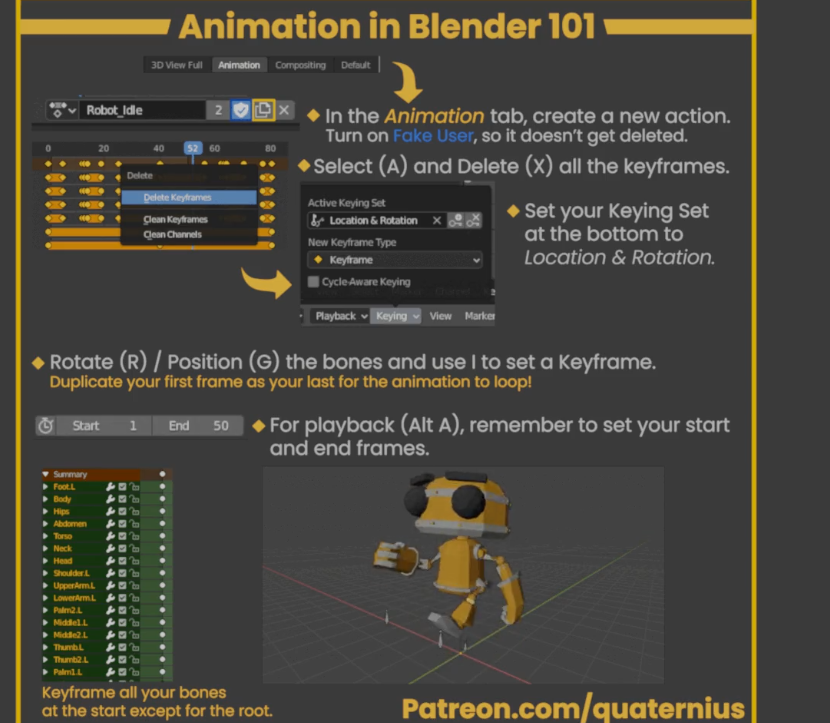 Animation in Blender 101
3D View Full Animation Compositing Default
Robot_Idle 2
In the Animation tab, create a new action.
Turn on Fake User, so it doesn't get deleted.
0 20 40 52 60 80
Delete
Delete Keyframes
Clean Keyframes
Clean Channels
Select (A) and Delete (X) all the keyframes.
Active Keying Set
Location & Rotation
New Keyframe Type
Keyframe
Cycle-Aware Keying
Playback Keying View Marker
Set your Keying Set
at the bottom to
Location & Rotation.
Rotate (R) / Position (G) the bones and use I to set a Keyframe.
Duplicate your first frame as your last for the animation to loop!
Start 1 End 50
For playback (Alt A), remember to set your start
and end frames.
Summary
Foot.L
Body
Hips
Abdomen
Torso
Neck
Head
Shoulder.L
UpperArm.L
LowerArm.L
Palm2.L
Middle1.L
Middle2.L
Thumb.L
Thumb2.L
Palm1.L
Keyframe all your bones
at the start except for the root.
Patreon.com/quaternius